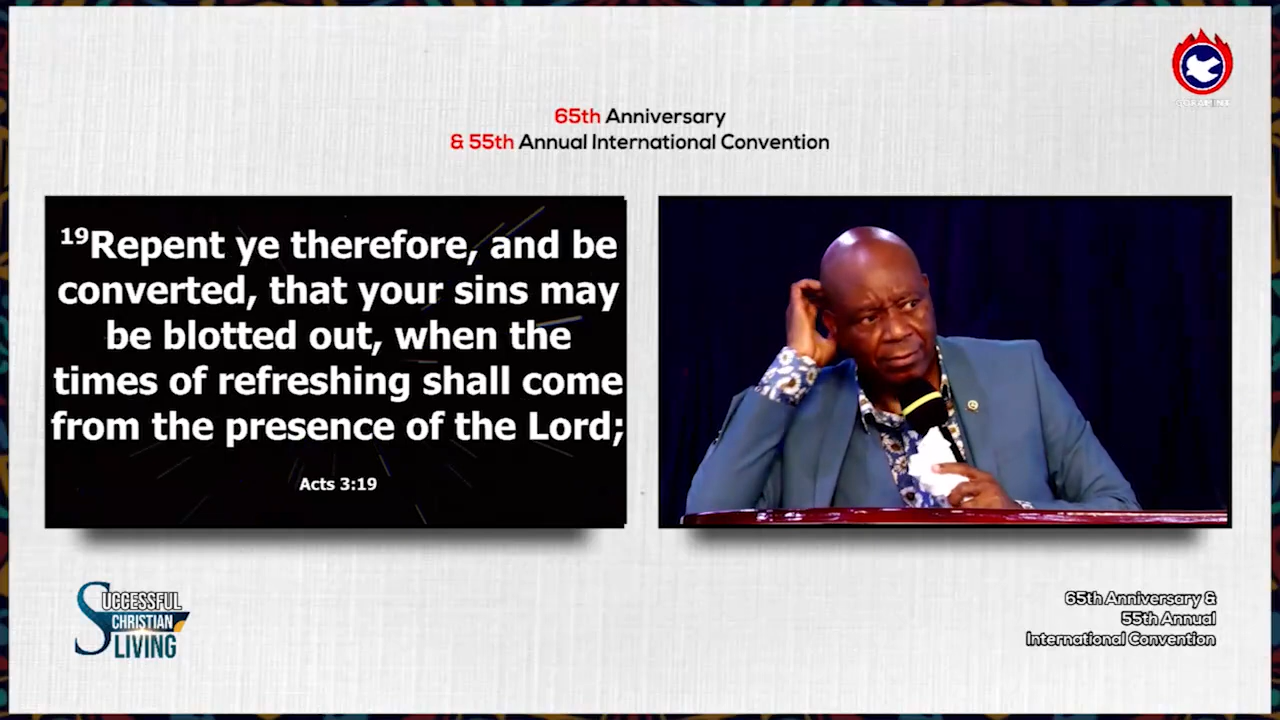 65th Anniversary
& 55th Annual International Convention
19Repent ye therefore, and be
converted, that your sins may
be blotted out, when the
times of refreshing shall come
from the presence of the Lord;
Acts 3:19
SUCCESSFUL
CHRISTIAN
LIVING
65th Anniversary &
55th Annual
International Convention